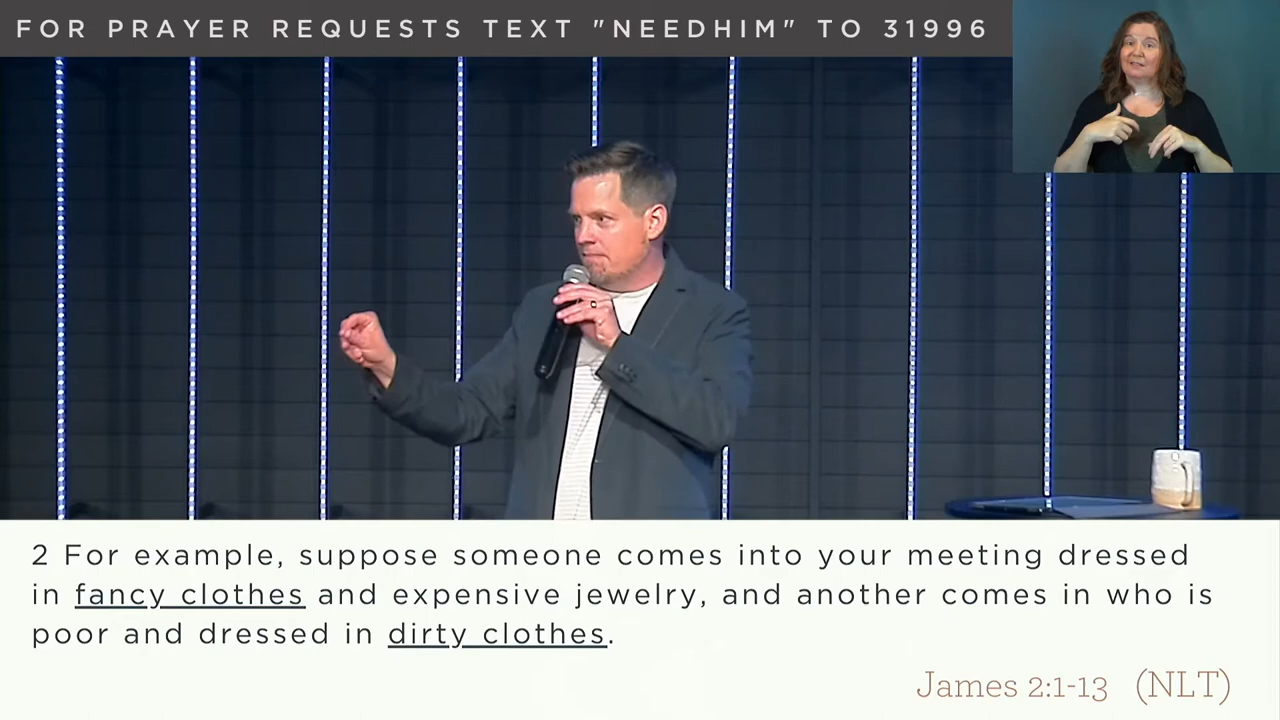 FOR PRAYER REQUESTS TEXT "NEEDHIM" TO 31996
2 For example, suppose someone comes into your meeting dressed
in fancy clothes and expensive jewelry, and another comes in who is
poor and dressed in dirty clothes.
James 2:1-13 (NLT)